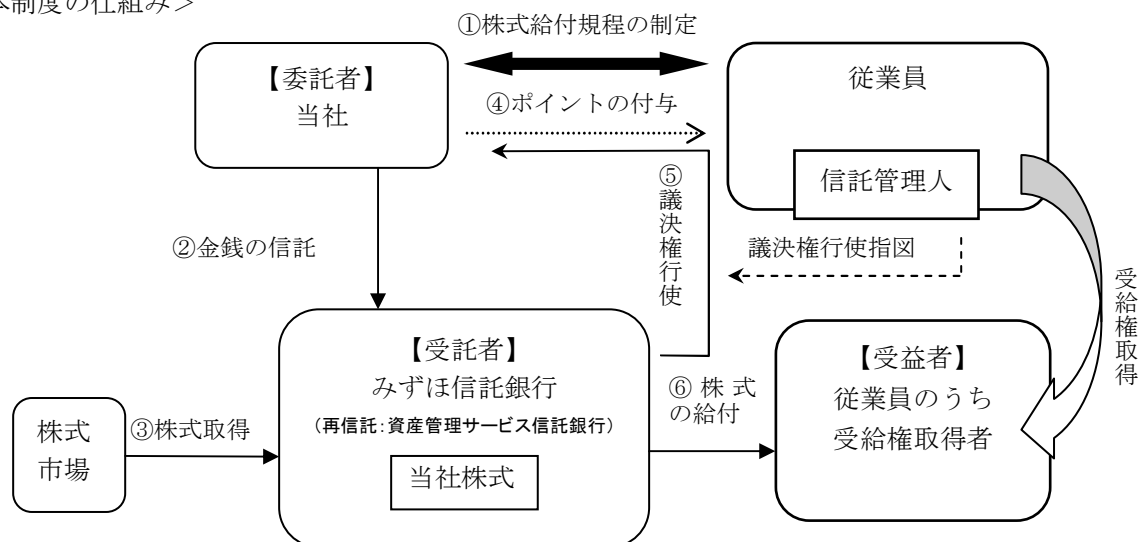 本制度の仕組み＞
①株式給付規程の制定
【委託者】
当社
従業員
④ポイントの付与
信託管理人
⑤議決権行使
②金銭の信託
議決権行使指図
受給権取得
【受託者】
みずほ信託銀行
（再信託：資産管理サービス信託銀行）
当社株式
⑥株式
の給付
【受益者】
従業員のうち
受給権取得者
株式
市場
③株式取得